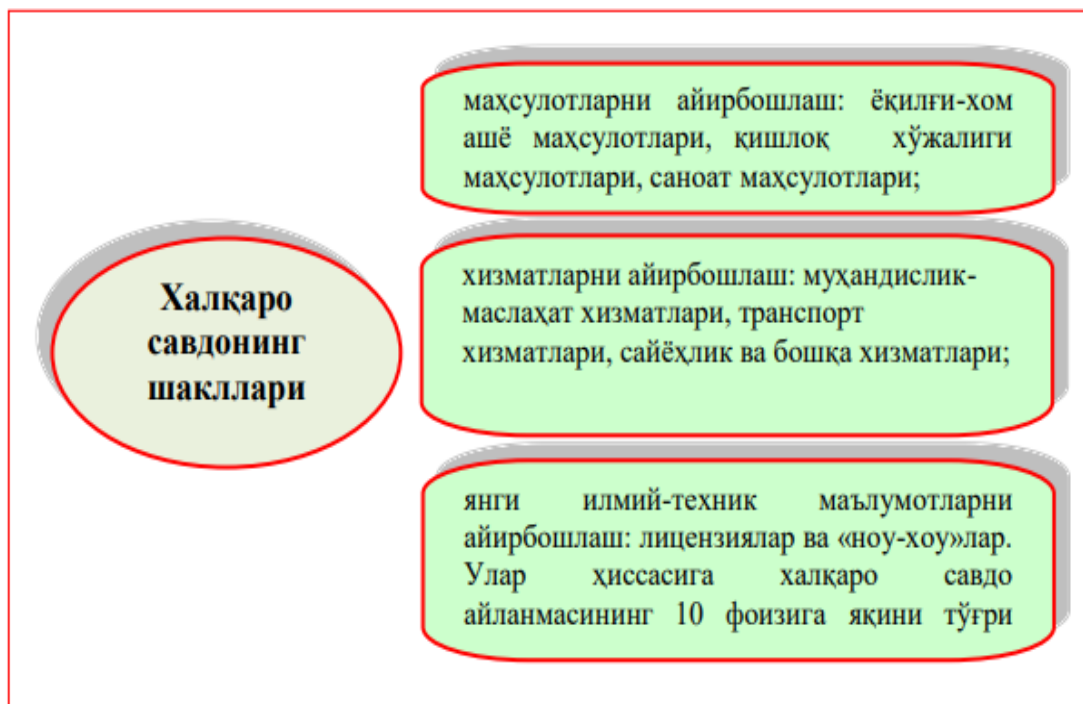 Халқаро
савдонинг
шакллари
маҳсулотларни айирбошлаш: ёқилғи-хом
ашё маҳсулотлари, қишлоқ хўжалиги
маҳсулотлари, саноат маҳсулотлари;
хизматларни айирбошлаш: муҳандислик-
маслаҳат хизматлари, транспорт
хизматлари, сайёҳлик ва бошқа хизматлари;
янги илмий-техник маълумотларни
айирбошлаш: лицензиялар ва «ноу-хоу»лар.
Улар ҳиссасига халқаро савдо
айланмасининг 10 фоизига яқини тўғри